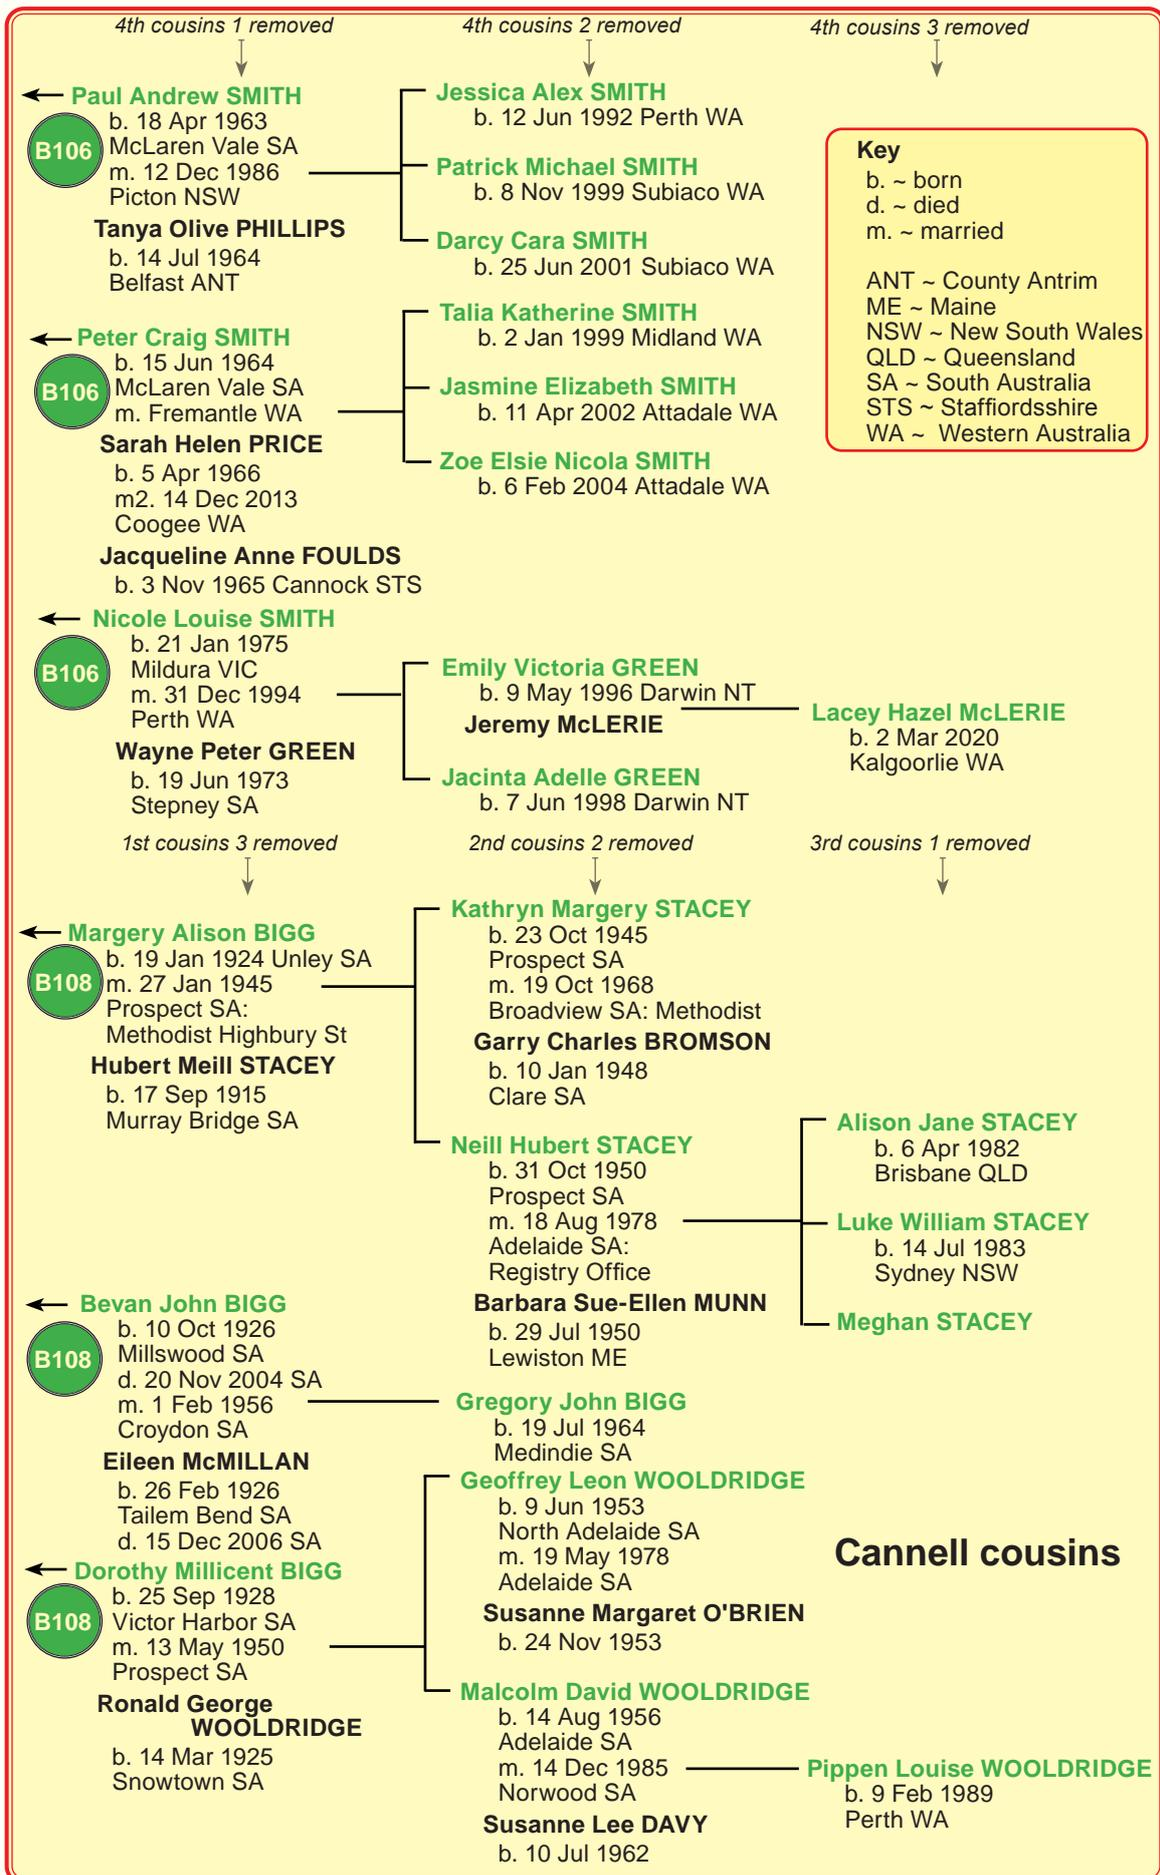 4th cousins 1 removed
4th cousins 2 removed
4th cousins 3 removed
Paul Andrew SMITH
B106
b. 18 Apr 1963
McLaren Vale SA
m. 12 Dec 1986
Picton NSW
Tanya Olive PHILLIPS
b. 14 Jul 1964
Belfast ANT
Jessica Alex SMITH
b. 12 Jun 1992 Perth WA
Patrick Michael SMITH
b. 8 Nov 1999 Subiaco WA
Darcy Cara SMITH
b. 25 Jun 2001 Subiaco WA
Key
b. ~ born
d. ~ died
m. ~ married
ANT ~ County Antrim
ME ~ Maine
NSW ~ New South Wales
QLD ~ Queensland
SA ~ South Australia
STS ~ Staffiordsshire
WA ~ Western Australia
Peter Craig SMITH
B106
b. 15 Jun 1964
McLaren Vale SA
m. Fremantle WA
Sarah Helen PRICE
b. 5 Apr 1966
m2. 14 Dec 2013
Coogee WA
Jacqueline Anne FOULDS
b. 3 Nov 1965 Cannock STS
Talia Katherine SMITH
b. 2 Jan 1999 Midland WA
Jasmine Elizabeth SMITH
b. 11 Apr 2002 Attadale WA
Zoe Elsie Nicola SMITH
b. 6 Feb 2004 Attadale WA
Nicole Louise SMITH
B106
b. 21 Jan 1975
Mildura VIC
m. 31 Dec 1994
Perth WA
Wayne Peter GREEN
b. 19 Jun 1973
Stepney SA
Emily Victoria GREEN
b. 9 May 1996 Darwin NT
Jeremy McLERIE
Jacinta Adelle GREEN
b. 7 Jun 1998 Darwin NT
Lacey Hazel McLERIE
b. 2 Mar 2020
Kalgoorlie WA
1st cousins 3 removed
2nd cousins 2 removed
3rd cousins 1 removed
Margery Alison BIGG
B108
b. 19 Jan 1924 Unley SA
m. 27 Jan 1945
Prospect SA:
Methodist Highbury St
Hubert Meill STACEY
b. 17 Sep 1915
Murray Bridge SA
Kathryn Margery STACEY
b. 23 Oct 1945
Prospect SA
m. 19 Oct 1968
Broadview SA: Methodist
Garry Charles BROMSON
b. 10 Jan 1948
Clare SA
Neill Hubert STACEY
b. 31 Oct 1950
Prospect SA
m. 18 Aug 1978
Adelaide SA:
Registry Office
Barbara Sue-Ellen MUNN
b. 29 Jul 1950
Lewiston ME
Alison Jane STACEY
b. 6 Apr 1982
Brisbane QLD
Luke William STACEY
b. 14 Jul 1983
Sydney NSW
Meghan STACEY
Bevan John BIGG
B108
b. 10 Oct 1926
Millswood SA
d. 20 Nov 2004 SA
m. 1 Feb 1956
Croydon SA
Eileen McMILLAN
b. 26 Feb 1926
Tailem Bend SA
d. 15 Dec 2006 SA
Gregory John BIGG
b. 19 Jul 1964
Medindie SA
Dorothy Millicent BIGG
B108
b. 25 Sep 1928
Victor Harbor SA
m. 13 May 1950
Prospect SA
Ronald George
WOOLDRIDGE
b. 14 Mar 1925
Snowtown SA
Geoffrey Leon WOOLDRIDGE
b. 9 Jun 1953
North Adelaide SA
m. 19 May 1978
Adelaide SA
Susanne Margaret O'BRIEN
b. 24 Nov 1953
Malcolm David WOOLDRIDGE
b. 14 Aug 1956
Adelaide SA
m. 14 Dec 1985
Norwood SA
Susanne Lee DAVY
b. 10 Jul 1962
Cannell cousins
Pippen Louise WOOLDRIDGE
b. 9 Feb 1989
Perth WA